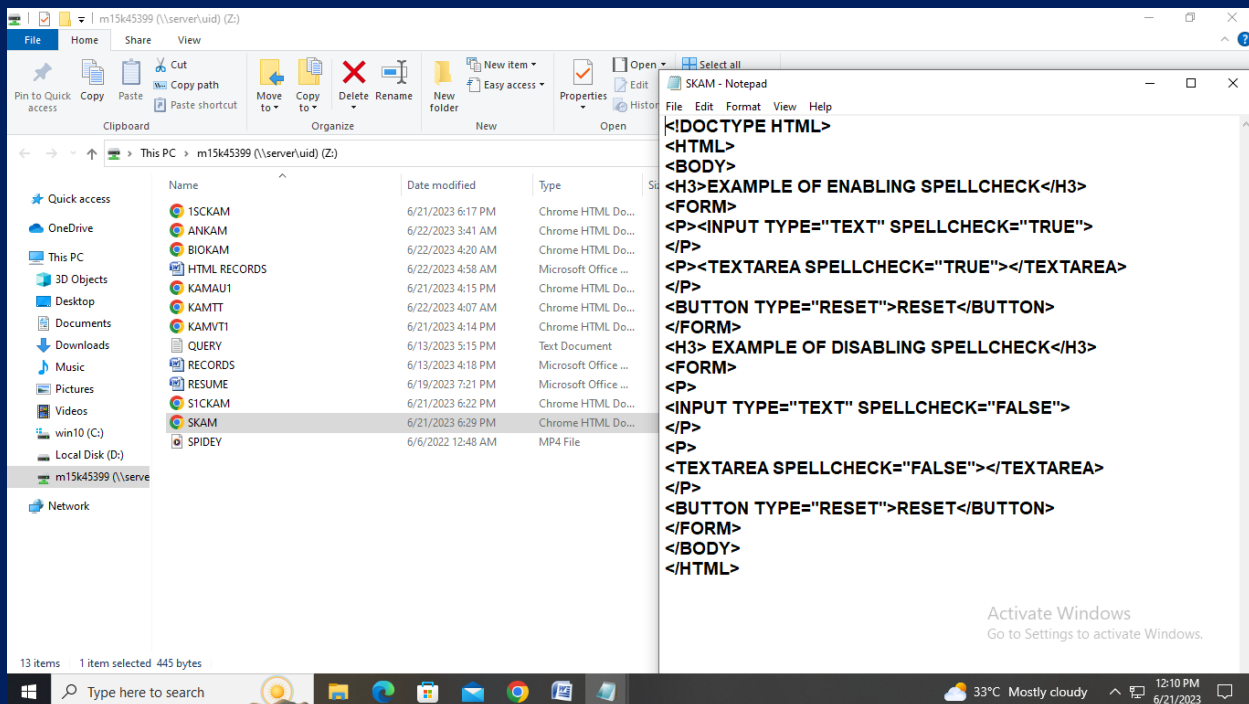 m15k45399 (\\server\uid) (Z:)
File Home Share View
Pin to Quick access
Copy
Paste
Cut
Copy path
Paste shortcut
Clipboard
Move to
Copy to
Delete
Rename
Organize
New folder
New item
Easy access
New
Properties
Open
Edit
Open
Select all
This PC > m15k45399 (\\server\uid) (Z:)
Quick access
OneDrive
This PC
3D Objects
Desktop
Documents
Downloads
Music
Pictures
Videos
win10 (C:)
Local Disk (D:)
m15k45399 (\\serve
Network
Name Date modified Type
1SCKAM 6/21/2023 6:17 PM Chrome HTML Do...
ANKAM 6/22/2023 3:41 AM Chrome HTML Do...
BIOKAM 6/22/2023 4:20 AM Chrome HTML Do...
HTML RECORDS 6/22/2023 4:58 AM Microsoft Office ...
KAMAU1 6/21/2023 4:15 PM Chrome HTML Do...
KAMTT 6/22/2023 4:07 AM Chrome HTML Do...
KAMVT1 6/21/2023 4:14 PM Chrome HTML Do...
QUERY 6/13/2023 5:15 PM Text Document
RECORDS 6/13/2023 4:18 PM Microsoft Office ...
RESUME 6/19/2023 7:21 PM Microsoft Office ...
S1CKAM 6/21/2023 6:22 PM Chrome HTML Do...
SKAM 6/21/2023 6:29 PM Chrome HTML Do...
SPIDEY 6/6/2022 12:48 AM MP4 File
13 items 1 item selected 445 bytes
SKAM - Notepad
File Edit Format View Help
<!DOCTYPE HTML>
<HTML>
<BODY>
<H3>EXAMPLE OF ENABLING SPELLCHECK</H3>
<FORM>
<P><INPUT TYPE="TEXT" SPELLCHECK="TRUE">
</P>
<P><TEXTAREA SPELLCHECK="TRUE"></TEXTAREA>
</P>
<BUTTON TYPE="RESET">RESET</BUTTON>
</FORM>
<H3> EXAMPLE OF DISABLING SPELLCHECK</H3>
<FORM>
<P>
<INPUT TYPE="TEXT" SPELLCHECK="FALSE">
</P>
<P>
<TEXTAREA SPELLCHECK="FALSE"></TEXTAREA>
</P>
<BUTTON TYPE="RESET">RESET</BUTTON>
</FORM>
</BODY>
</HTML>
Activate Windows
Go to Settings to activate Windows.
Type here to search
33°C Mostly cloudy
12:10 PM
6/21/2023